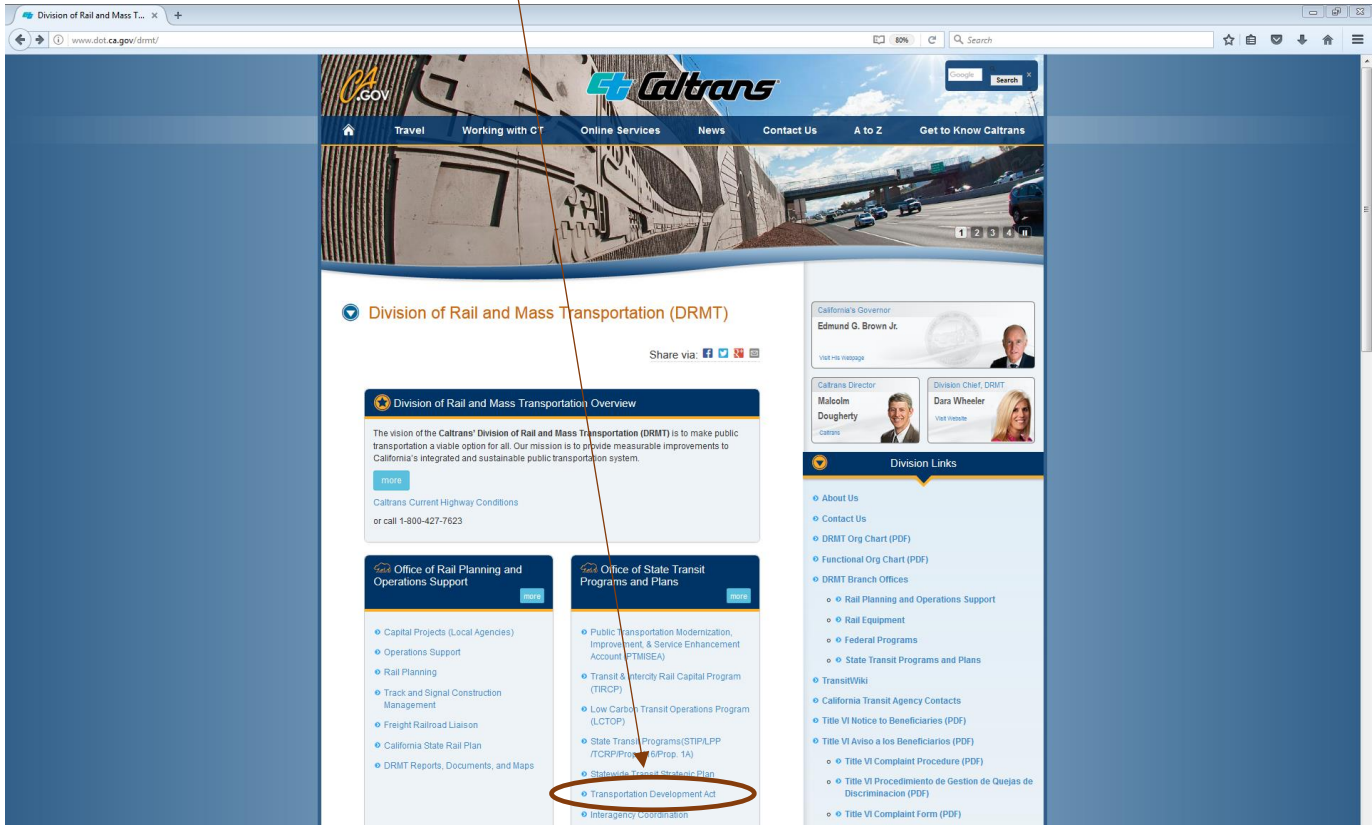 Division of Rail and Mass T... × +
www.dot.ca.gov/drmt/ 80% Search
CA.GOV
ct Caltrans
Google Search ×
Travel Working with CT Online Services News Contact Us A to Z Get to Know Caltrans
1 2 3 4
Division of Rail and Mass Transportation (DRMT)
Share via:
Division of Rail and Mass Transportation Overview
The vision of the Caltrans' Division of Rail and Mass Transportation (DRMT) is to make public
transportation a viable option for all. Our mission is to provide measurable improvements to
California's integrated and sustainable public transportation system.
more
Caltrans Current Highway Conditions
or call 1-800-427-7623
Office of Rail Planning and
Operations Support
more
Capital Projects (Local Agencies)
Operations Support
Rail Planning
Track and Signal Construction
Management
Freight Railroad Liaison
California State Rail Plan
DRMT Reports, Documents, and Maps
Office of State Transit
Programs and Plans
more
Public Transportation Modernization,
Improvement, & Service Enhancement
Account (PTMISEA)
Transit & Intercity Rail Capital Program
(TIRCP)
Low Carbon Transit Operations Program
(LCTOP)
State Transit Programs(STIP/LPP
/TCRP/Prop. 116/Prop. 1A)
Statewide Transit Strategic Plan
Transportation Development Act
Interagency Coordination
California's Governor
Edmund G. Brown Jr.
Visit His Webpage
Caltrans Director
Malcolm
Dougherty
Caltrans
Division Chief, DRMT
Dara Wheeler
Visit Website
Division Links
About Us
Contact Us
DRMT Org Chart (PDF)
Functional Org Chart (PDF)
DRMT Branch Offices
Rail Planning and Operations Support
Rail Equipment
Federal Programs
State Transit Programs and Plans
TransitWiki
California Transit Agency Contacts
Title VI Notice to Beneficiaries (PDF)
Title VI Aviso a los Beneficiarios (PDF)
Title VI Complaint Procedure (PDF)
Title VI Procedimiento de Gestion de Quejas de
Discriminacion (PDF)
Title VI Complaint Form (PDF)